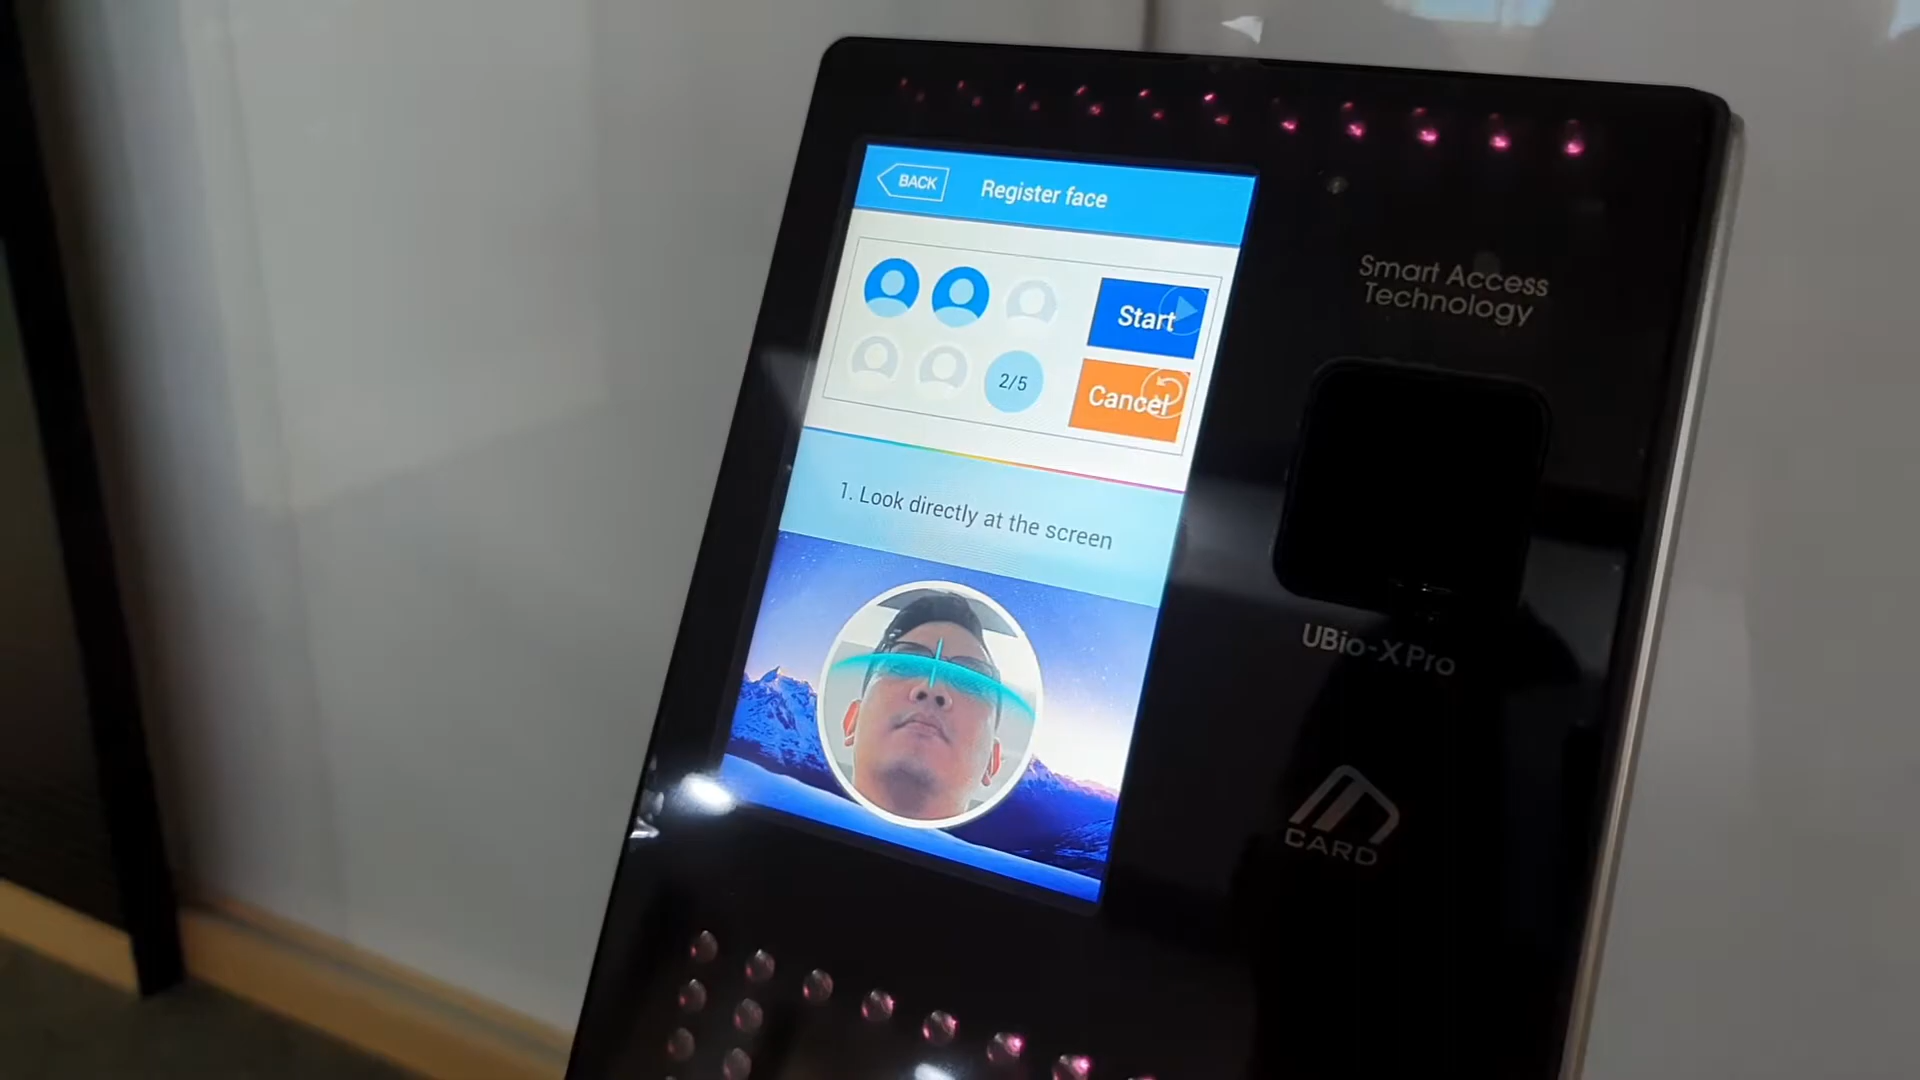 BACK
Register face
Start
2/5
Cancel
1. Look directly at the screen
Smart Access
Technology
UBio-X Pro
CARD